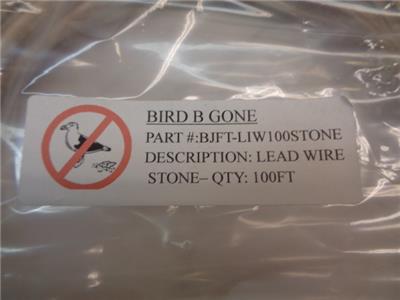 BIRD B GONE
PART #:BJFT-LIW100STONE
DESCRIPTION: LEAD WIRE
STONE– QTY: 100FT